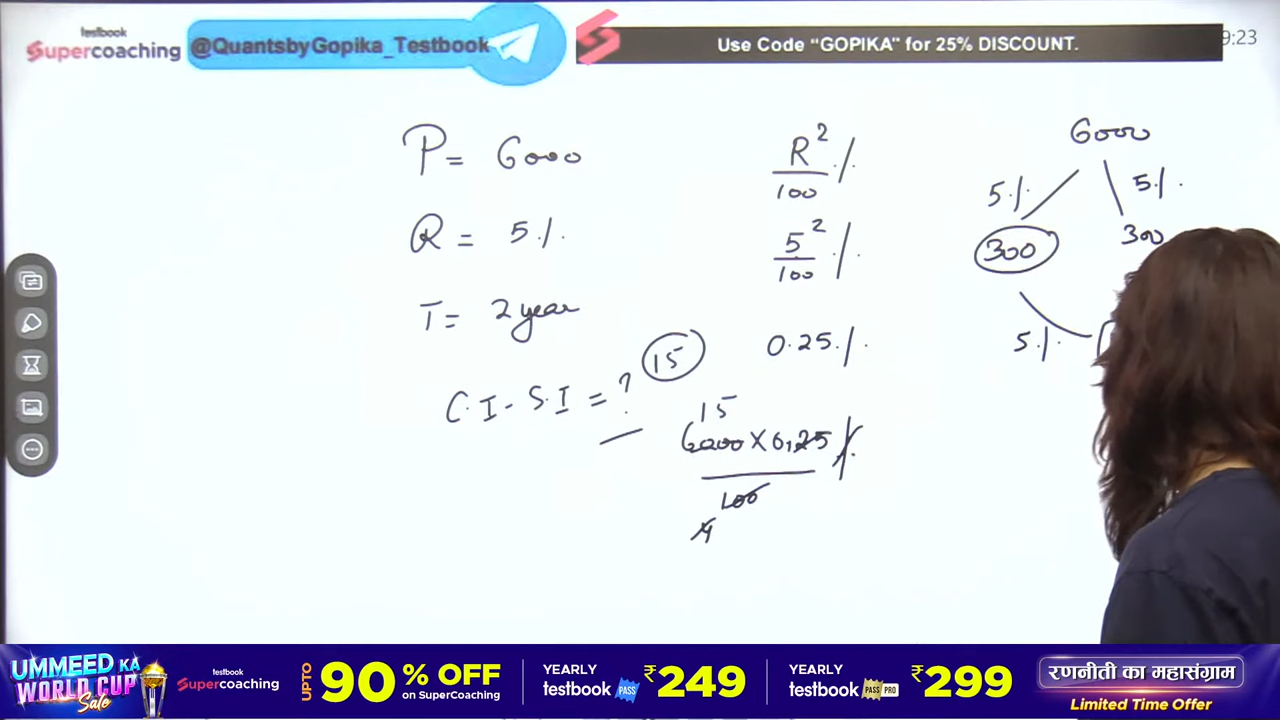 testbook
Supercoaching
@QuantsbyGopika_Testbook
Use Code "GOPIKA" for 25% DISCOUNT.
9:23
P = 6000
R = 5%
T = 2 year
C.I - S.I = ?
15
R²/100 %
5²/100 %
0.25%
15
6000 X 0.25 %
100
4
6000
5% 5%
300 300
5%
UMMEED KA
WORLD CUP
Sale
testbook
Supercoaching
UPTO
90% OFF
on SuperCoaching
YEARLY
testbook PASS
₹249
YEARLY
testbook PASS PRO
₹299
रणनीती का महासंग्राम
Limited Time Offer